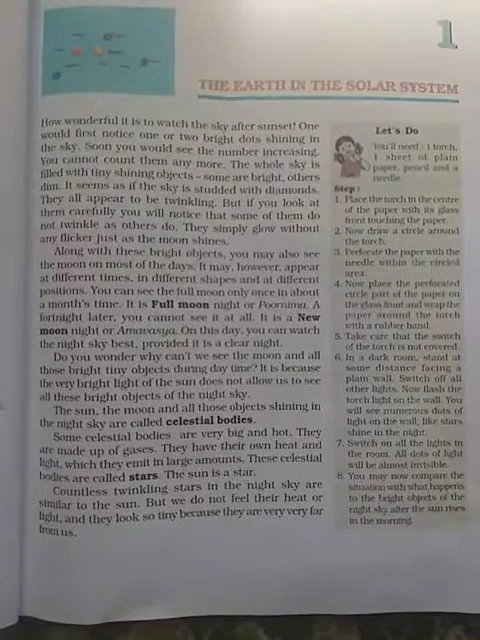 1
THE EARTH IN THE SOLAR SYSTEM
How wonderful it is to watch the sky after sunset! One
would first notice one or two bright dots shining in
the sky. Soon you would see the number increasing.
You cannot count them any more. The whole sky is
filled with tiny shining objects – some are bright, others
dim. It seems as if the sky is studded with diamonds.
They all appear to be twinkling. But if you look at
them carefully you will notice that some of them do
not twinkle as others do. They simply glow without
any flicker just as the moon shines.
Along with these bright objects, you may also see
the moon on most of the days. It may, however, appear
at different times, in different shapes and at different
positions. You can see the full moon only once in about
a month's time. It is Full moon night or Poornima. A
fortnight later, you cannot see it at all. It is a New
moon night or Amavasya. On this day, you can watch
the night sky best, provided it is a clear night.
Do you wonder why can't we see the moon and all
those bright tiny objects during day time? It is because
the very bright light of the sun does not allow us to see
all these bright objects of the night sky.
The sun, the moon and all those objects shining in
the night sky are called celestial bodies.
Some celestial bodies are very big and hot. They
are made up of gases. They have their own heat and
light, which they emit in large amounts. These celestial
bodies are called stars. The sun is a star.
Countless twinkling stars in the night sky are
similar to the sun. But we do not feel their heat or
light, and they look so tiny because they are very very far
from us.
Let's Do
You'll need : 1 torch,
1 sheet of plain
paper, pencil and a
needle.
Step :
1. Place the torch in the centre
of the paper with its glass
front touching the paper.
2. Now draw a circle around
the torch.
3. Perforate the paper with the
needle within the circled
area.
4. Now place the perforated
circle part of the paper on
the glass front and wrap the
paper around the torch
with a rubber band.
5. Take care that the switch
of the torch is not covered.
6. In a dark room, stand at
some distance facing a
plain wall. Switch off all
other lights. Now flash the
torch light on the wall. You
will see numerous dots of
light on the wall, like stars
shine in the night.
7. Switch on all the lights in
the room. All dots of light
will be almost invisible.
8. You may now compare the
situation with what happens
to the bright objects of the
night sky after the sun rises
in the morning.